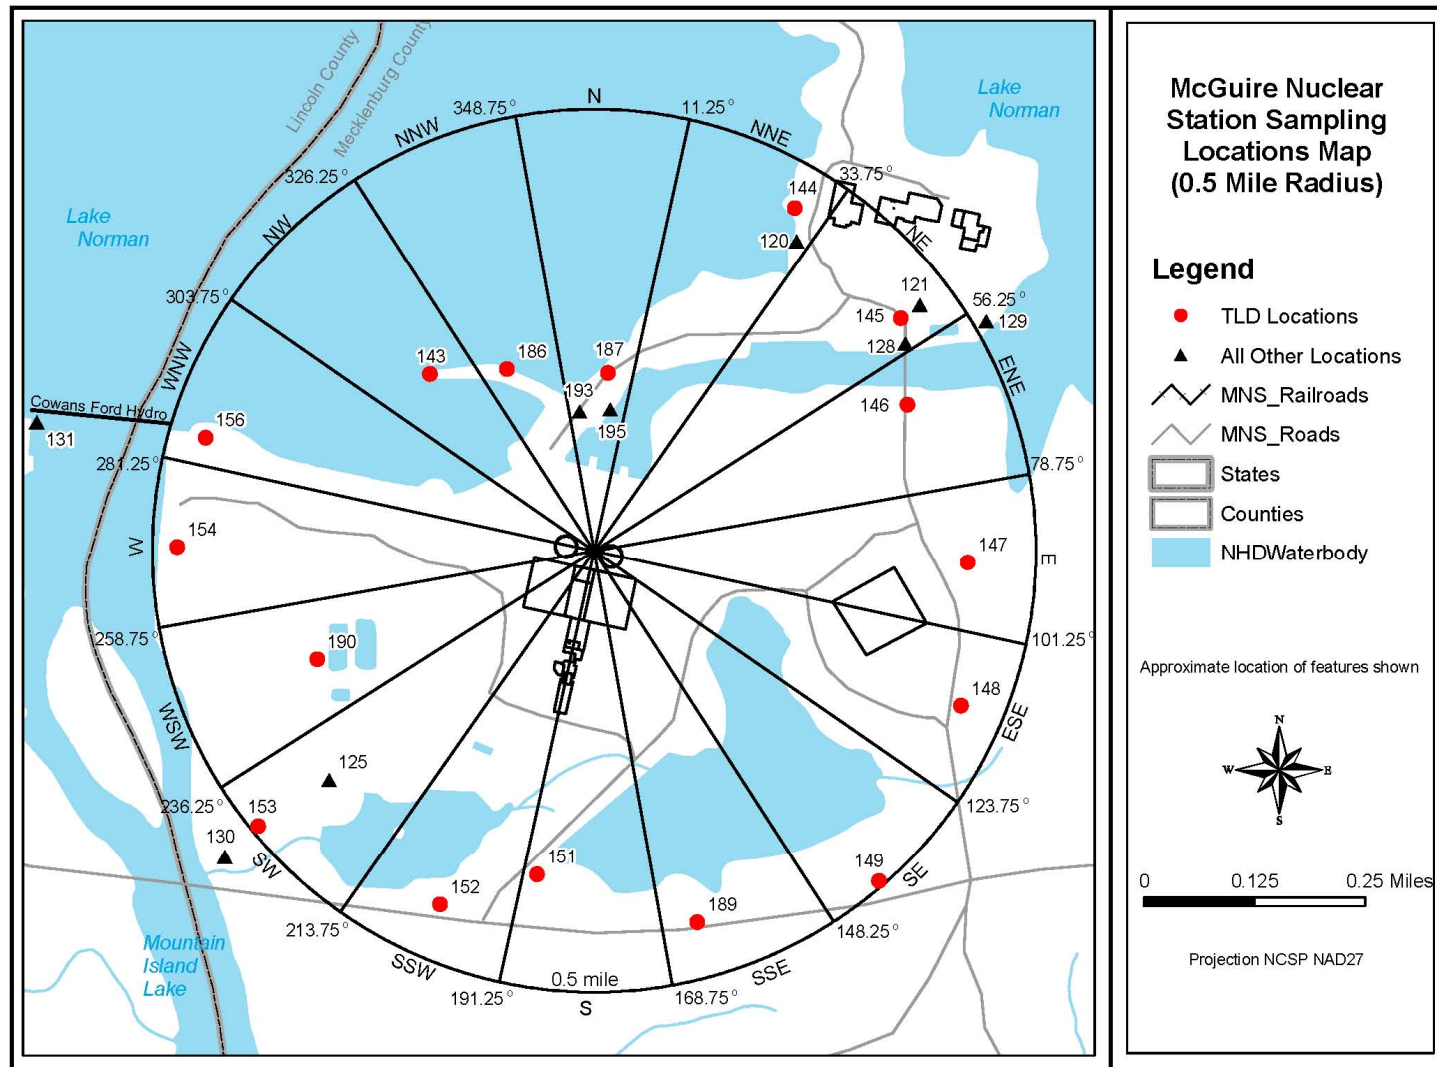 Lincoln County
Mecklenburg County
N
348.75°
11.25°
NNW
NNE
Lake
Norman
326.25°
33.75°
144
120
NW
NE
Lake
Norman
303.75°
121
56.25°
145
129
128
143
186
187
193
195
146
WNW
ENE
Cowans Ford Hydro
131
156
281.25°
78.75°
154
W
147
E
258.75°
101.25°
190
148
WSW
ESE
125
236.25°
153
130
123.75°
SW
SE
151
152
149
189
213.75°
148.25°
Mountain
Island
Lake
SSW
SSE
0.5 mile
191.25°
S
168.75°
McGuire Nuclear
Station Sampling
Locations Map
(0.5 Mile Radius)
Legend
TLD Locations
All Other Locations
MNS_Railroads
MNS_Roads
States
Counties
NHDWaterbody
Approximate location of features shown
N
W
E
S
0 0.125 0.25 Miles
Projection NCSP NAD27